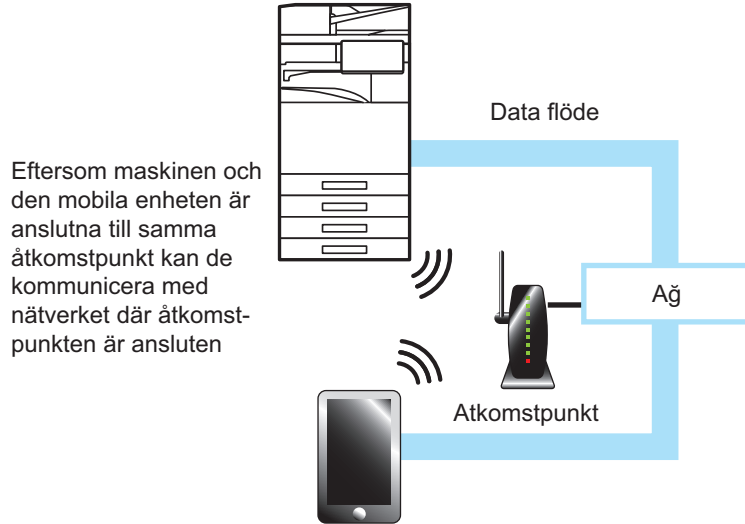 Data flöde
Eftersom maskinen och
den mobila enheten är
anslutna till samma
åtkomstpunkt kan de
kommunicera med
nätverket där åtkomst-
punkten är ansluten
Ağ
Atkomstpunkt